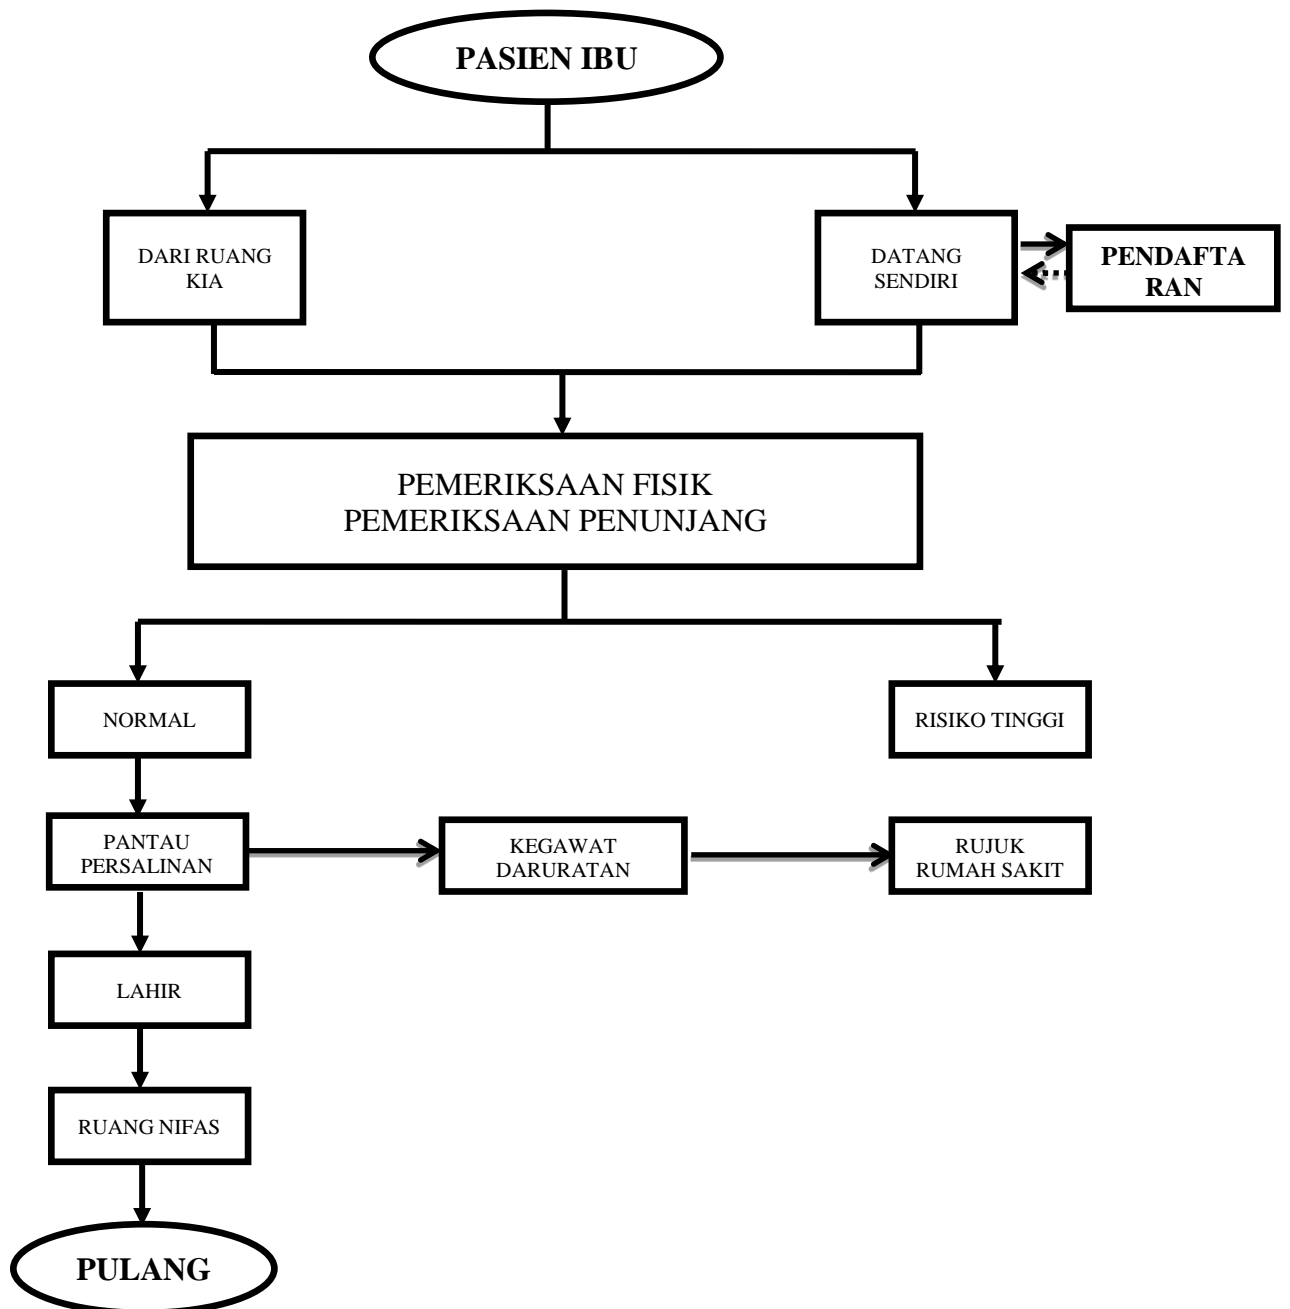 PASIEN IBU
DARI RUANG
KIA
DATANG
SENDIRI
PENDAFTA
RAN
PEMERIKSAAN FISIK
PEMERIKSAAN PENUNJANG
NORMAL
RISIKO TINGGI
PANTAU
PERSALINAN
KEGAWAT
DARURATAN
RUJUK
RUMAH SAKIT
LAHIR
RUANG NIFAS
PULANG